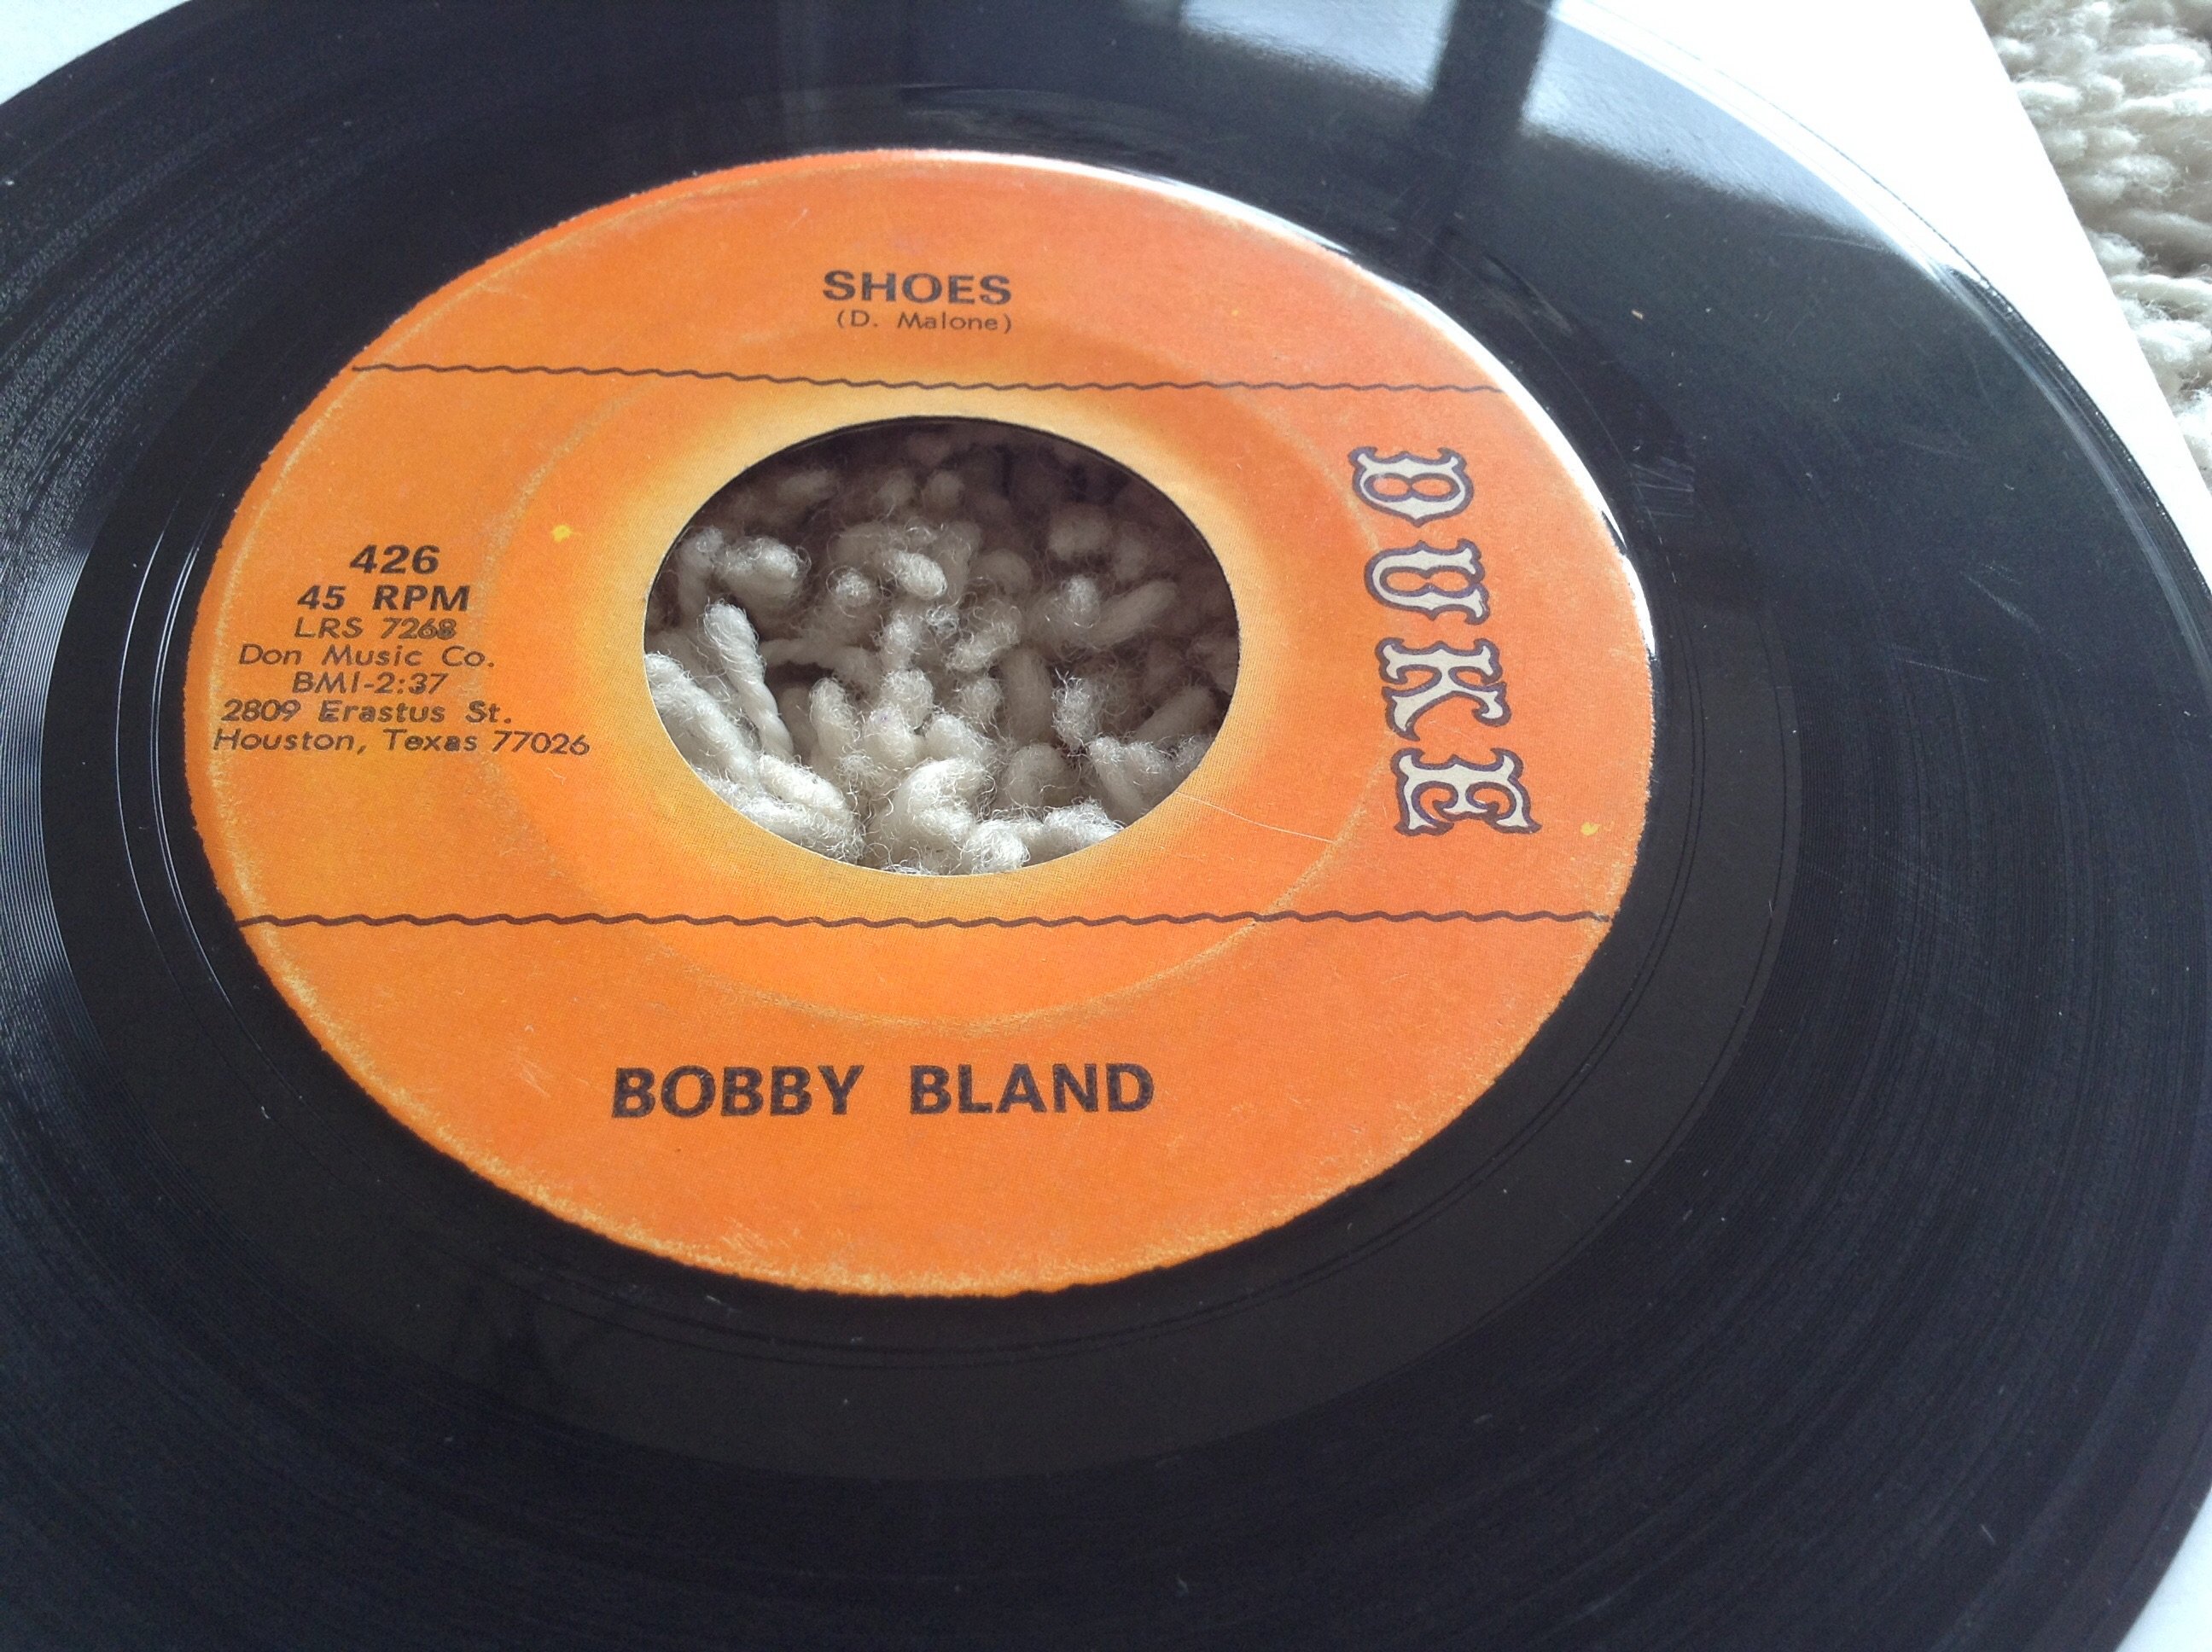 SHOES
(D. Malone)
DUKE
426
45 RPM
LRS 7268
Don Music Co.
BMI-2:37
2809 Erastus St.
Houston, Texas 77026
BOBBY BLAND